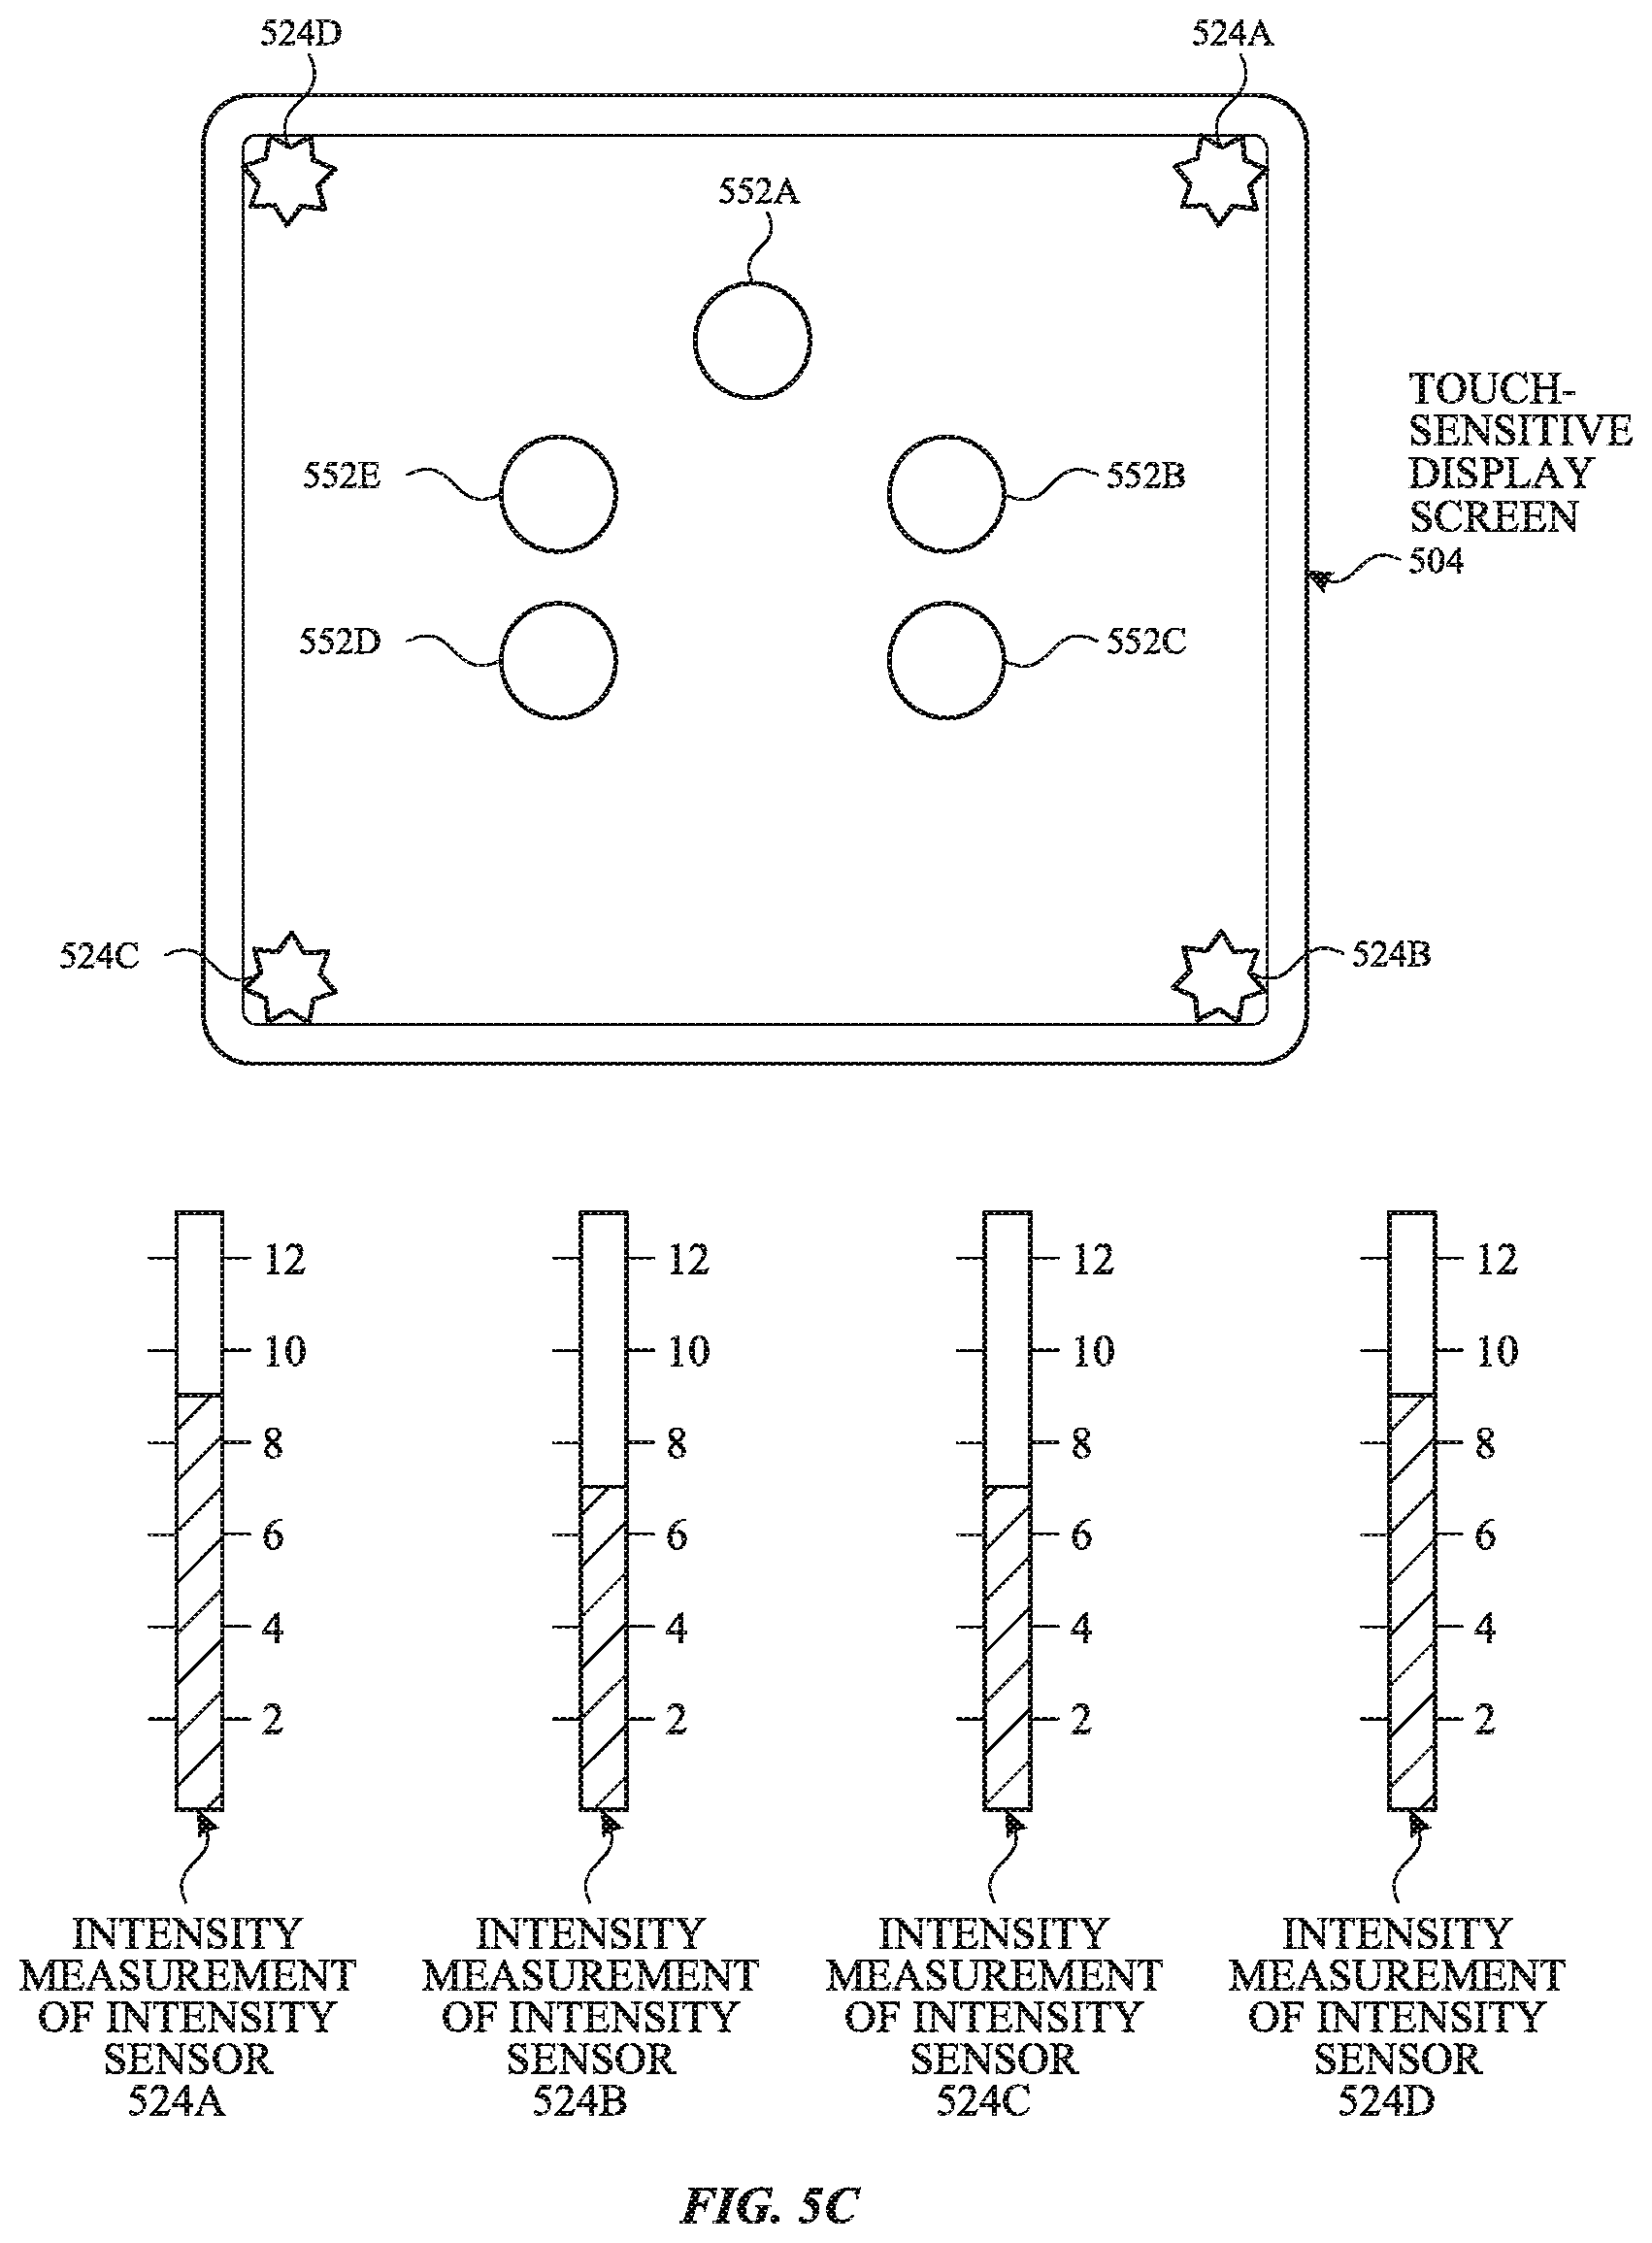 524D
524A
552A
TOUCH-
SENSITIVE
DISPLAY
SCREEN
504
552E
552B
552D
552C
524C
524B
12
10
8
6
4
2
12
10
8
6
4
2
12
10
8
6
4
2
12
10
8
6
4
2
INTENSITY
MEASUREMENT
OF INTENSITY
SENSOR
524A
INTENSITY
MEASUREMENT
OF INTENSITY
SENSOR
524B
INTENSITY
MEASUREMENT
OF INTENSITY
SENSOR
524C
INTENSITY
MEASUREMENT
OF INTENSITY
SENSOR
524D
FIG. 5C